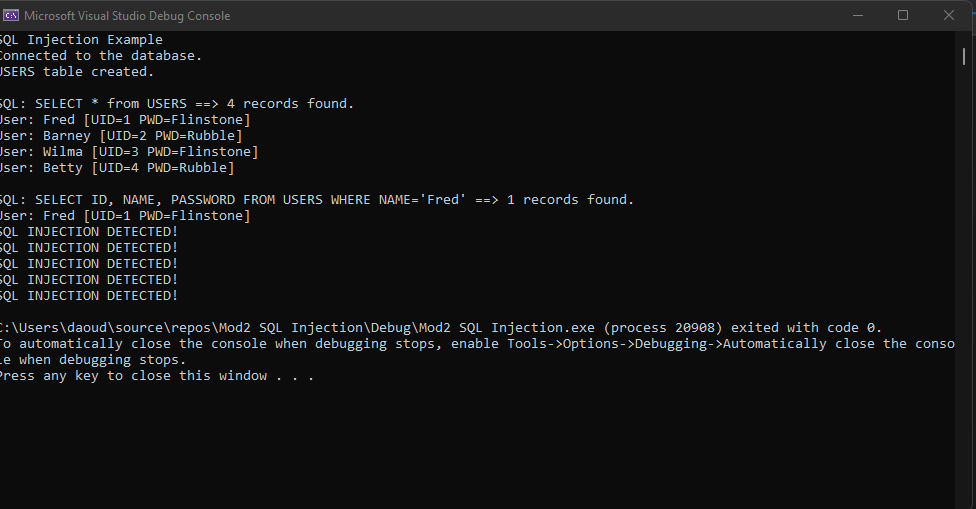 Microsoft Visual Studio Debug Console
SQL Injection Example
Connected to the database.
USERS table created.
SQL: SELECT * from USERS ==> 4 records found.
User: Fred [UID=1 PWD=Flinstone]
User: Barney [UID=2 PWD=Rubble]
User: Wilma [UID=3 PWD=Flinstone]
User: Betty [UID=4 PWD=Rubble]
SQL: SELECT ID, NAME, PASSWORD FROM USERS WHERE NAME='Fred' ==> 1 records found.
User: Fred [UID=1 PWD=Flinstone]
SQL INJECTION DETECTED!
SQL INJECTION DETECTED!
SQL INJECTION DETECTED!
SQL INJECTION DETECTED!
SQL INJECTION DETECTED!
C:\Users\daoud\source\repos\Mod2 SQL Injection\Debug\Mod2 SQL Injection.exe (process 20908) exited with code 0.
To automatically close the console when debugging stops, enable Tools->Options->Debugging->Automatically close the conso
le when debugging stops.
Press any key to close this window . . .